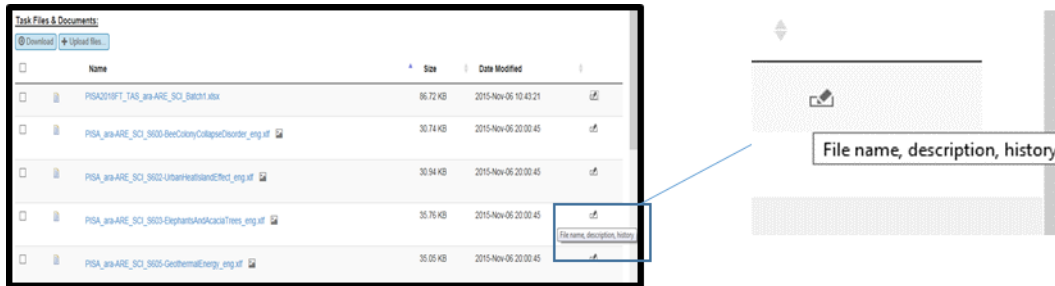 Task Files & Documents:
Download
Upload files...
Name Size Date Modified
PISA2018FT_TAS_ara-ARE_SCI_Batch1.xlsx 86.72 KB 2015-Nov-06 10:43:21
PISA_ara-ARE_SCI_S600-BeeColonyCollapseDisorder_eng.xlf 30.74 KB 2015-Nov-06 20:00:45
PISA_ara-ARE_SCI_S602-UrbanHeatIslandEffect_eng.xlf 30.94 KB 2015-Nov-06 20:00:45
PISA_ara-ARE_SCI_S603-ElephantsAndAcaciaTrees_eng.xlf 35.76 KB 2015-Nov-06 20:00:45
File name, description, history
PISA_ara-ARE_SCI_S605-GeothermalEnergy_eng.xlf 35.05 KB 2015-Nov-06 20:00:45
File name, description, history